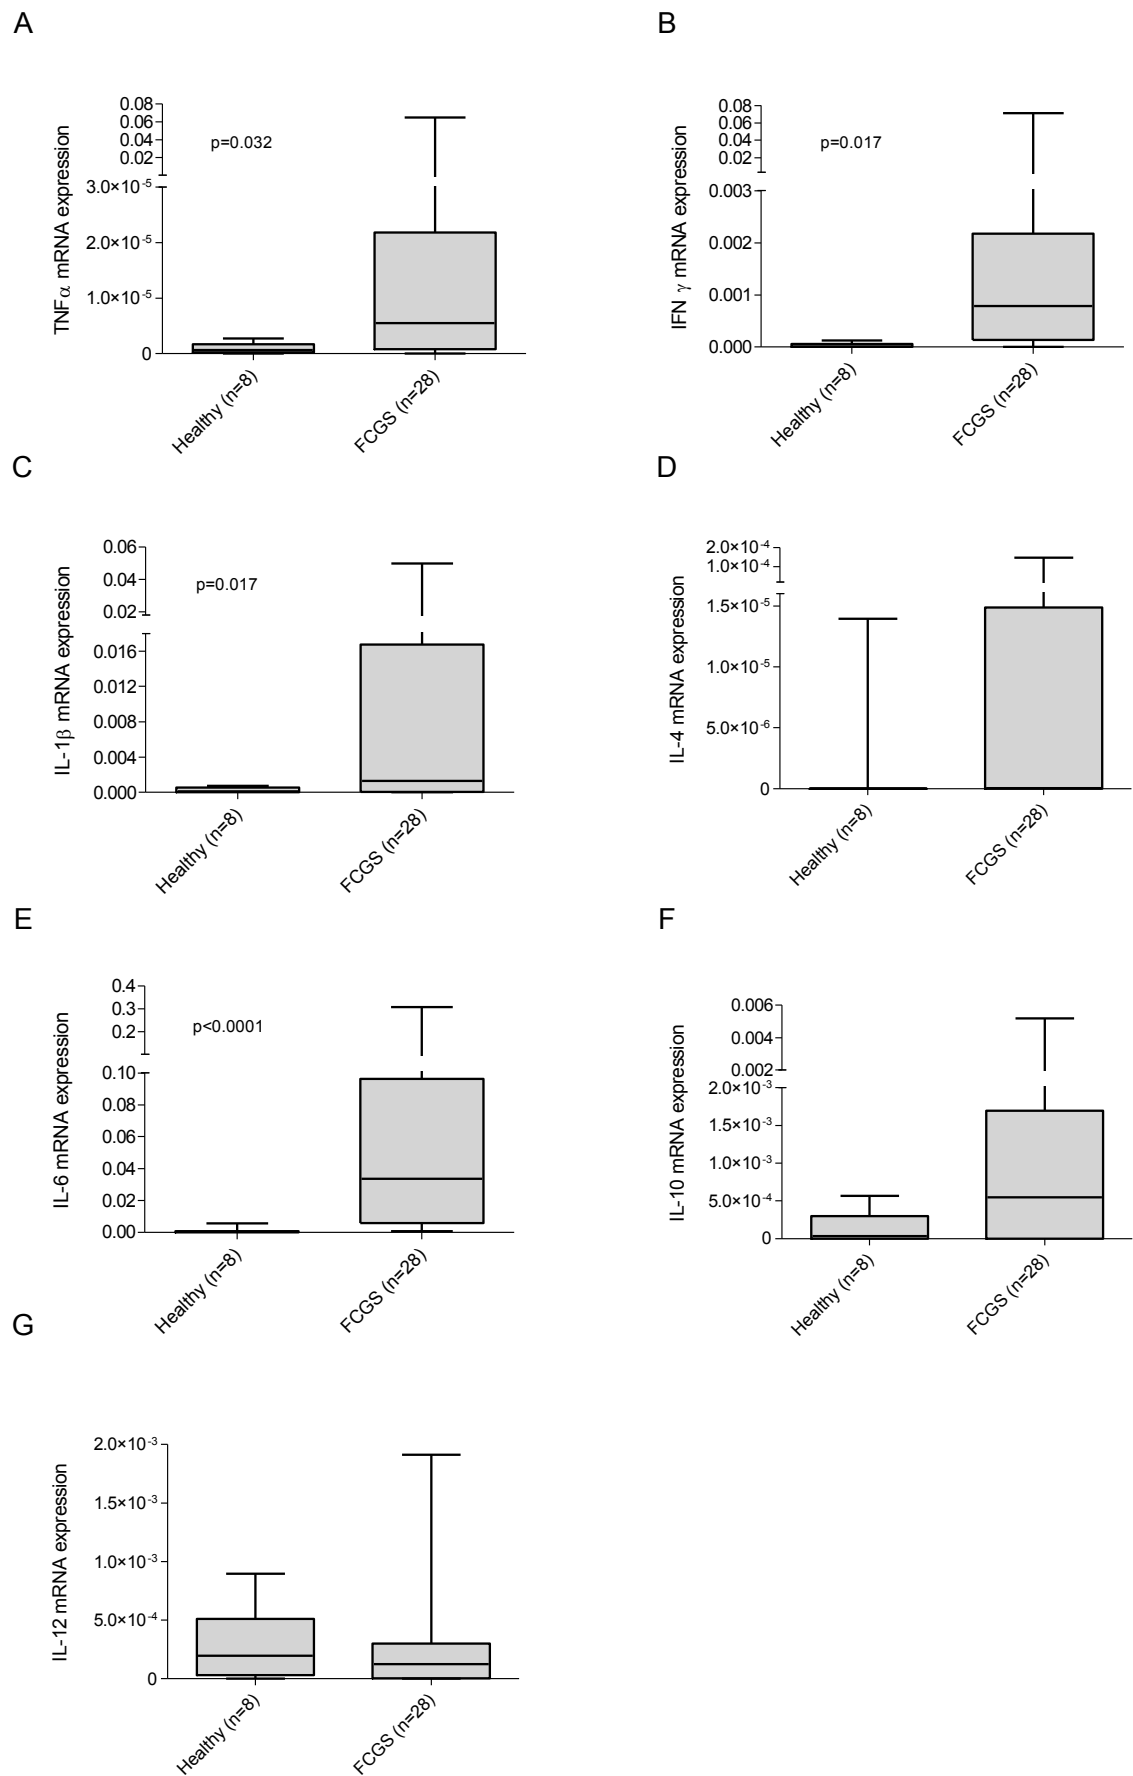 A
TNFα mRNA expression
0.08
0.06
0.04
0.02
3.0×10-5
2.0×10-5
1.0×10-5
0
p=0.032
Healthy (n=8)
FCGS (n=28)
B
IFN γ mRNA expression
0.08
0.06
0.04
0.02
0.003
0.002
0.001
0.000
p=0.017
Healthy (n=8)
FCGS (n=28)
C
IL-1β mRNA expression
0.06
0.04
0.02
0.016
0.012
0.008
0.004
0.000
p=0.017
Healthy (n=8)
FCGS (n=28)
D
IL-4 mRNA expression
2.0×10-4
1.0×10-4
1.5×10-5
1.0×10-5
5.0×10-6
0
Healthy (n=8)
FCGS (n=28)
E
IL-6 mRNA expression
0.4
0.3
0.2
0.10
0.08
0.06
0.04
0.02
0.00
p<0.0001
Healthy (n=8)
FCGS (n=28)
F
IL-10 mRNA expression
0.006
0.004
0.002
2.0×10-3
1.5×10-3
1.0×10-3
5.0×10-4
0
Healthy (n=8)
FCGS (n=28)
G
IL-12 mRNA expression
2.0×10-3
1.5×10-3
1.0×10-3
5.0×10-4
0
Healthy (n=8)
FCGS (n=28)